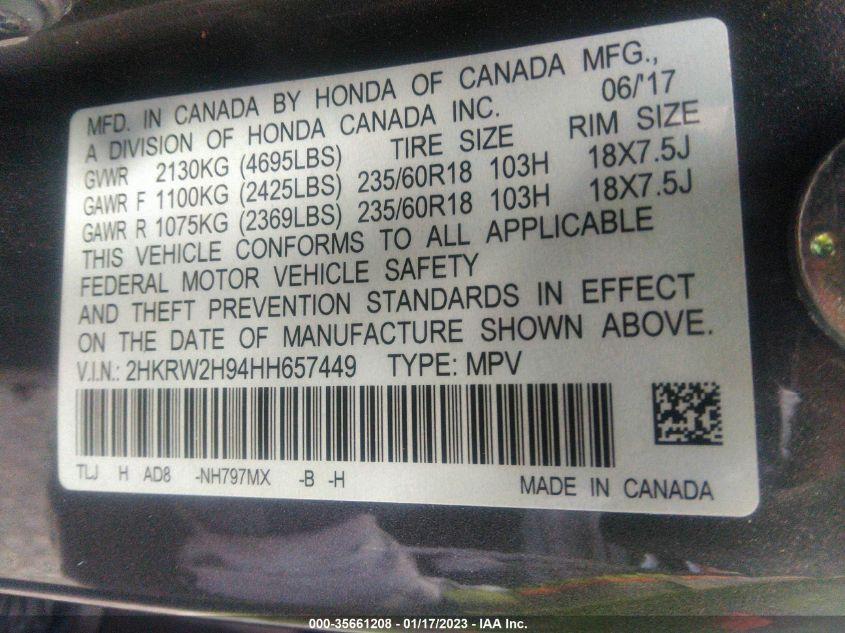 MFD. IN CANADA BY HONDA OF CANADA MFG.,
A DIVISION OF HONDA CANADA INC. 06/'17
GVWR 2130KG (4695LBS) TIRE SIZE RIM SIZE
GAWR F 1100KG (2425LBS) 235/60R18 103H 18X7.5J
GAWR R 1075KG (2369LBS) 235/60R18 103H 18X7.5J
THIS VEHICLE CONFORMS TO ALL APPLICABLE
FEDERAL MOTOR VEHICLE SAFETY
AND THEFT PREVENTION STANDARDS IN EFFECT
ON THE DATE OF MANUFACTURE SHOWN ABOVE.
V.I.N.: 2HKRW2H94HH657449 TYPE: MPV
TLJ H AD8 -NH797MX -B -H
MADE IN CANADA
000-35661208 — 01/17/2023 — IAA Inc.